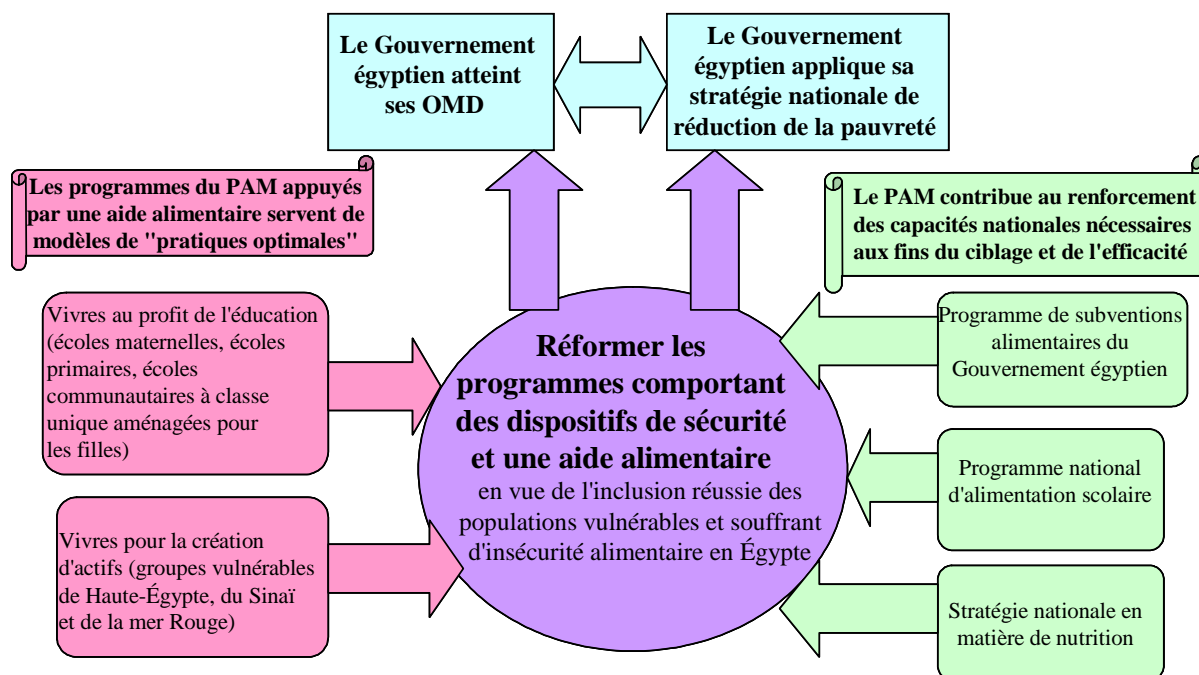 Le Gouvernement
égyptien atteint
ses OMD
Le Gouvernement
égyptien applique sa
stratégie nationale de
réduction de la pauvreté
Les programmes du PAM appuyés
par une aide alimentaire servent de
modèles de "pratiques optimales"
Le PAM contribue au renforcement
des capacités nationales nécessaires
aux fins du ciblage et de l'efficacité
Vivres au profit de l'éducation
(écoles maternelles, écoles
primaires, écoles
communautaires à classe
unique aménagées pour
les filles)
Vivres pour la création
d'actifs (groupes vulnérables
de Haute-Égypte, du Sinaï
et de la mer Rouge)
Réformer les
programmes comportant
des dispositifs de sécurité
et une aide alimentaire
en vue de l'inclusion réussie des
populations vulnérables et souffrant
d'insécurité alimentaire en Égypte
Programme de subventions
alimentaires du
Gouvernement égyptien
Programme national
d'alimentation scolaire
Stratégie nationale en
matière de nutrition